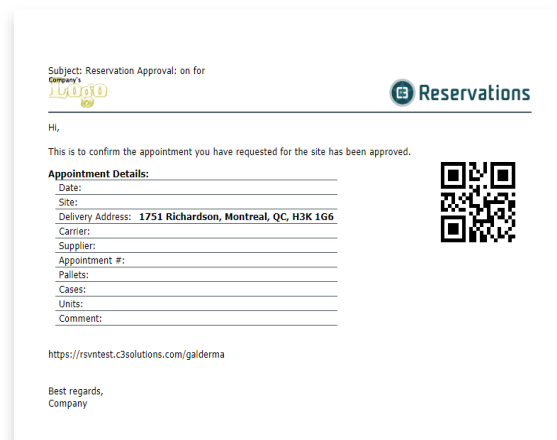 Subject: Reservation Approval: on for
Company's
Logo
C3 Reservations
Hi,
This is to confirm the appointment you have requested for the site has been approved.
Appointment Details:
Date:
Site:
Delivery Address: 1751 Richardson, Montreal, QC, H3K 1G6
Carrier:
Supplier:
Appointment #:
Pallets:
Cases:
Units:
Comment:
https://rsvntest.c3solutions.com/galderma
Best regards,
Company